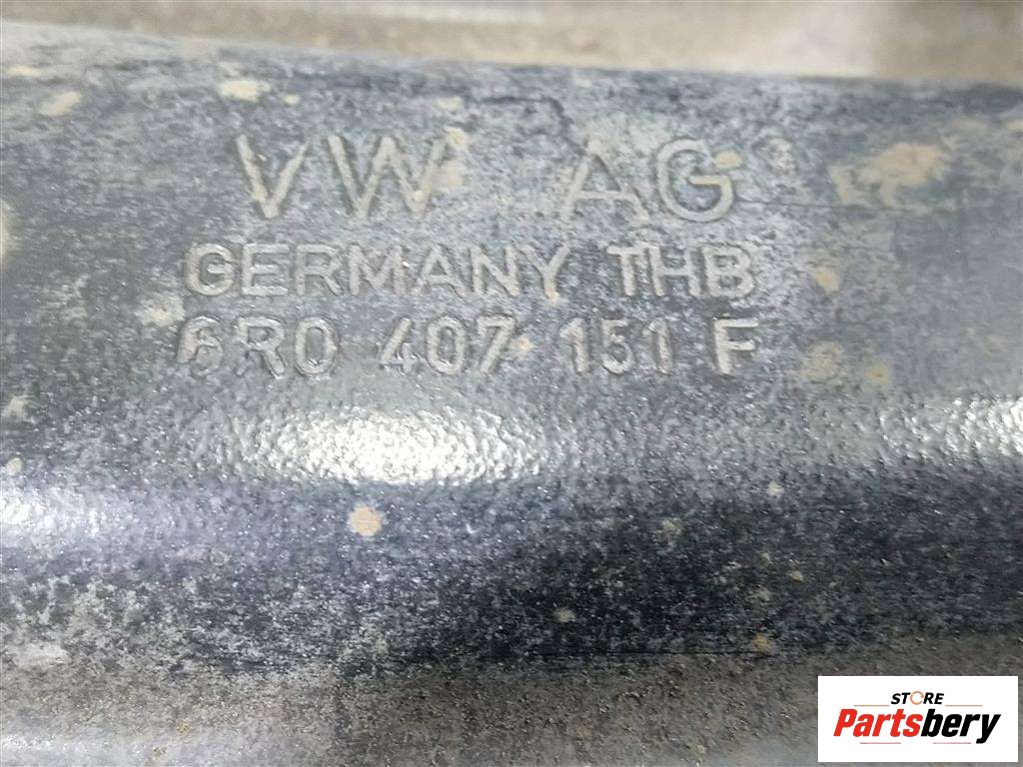 VW AG
GERMANY THB
6R0 407 151 F
STORE
Partsbery